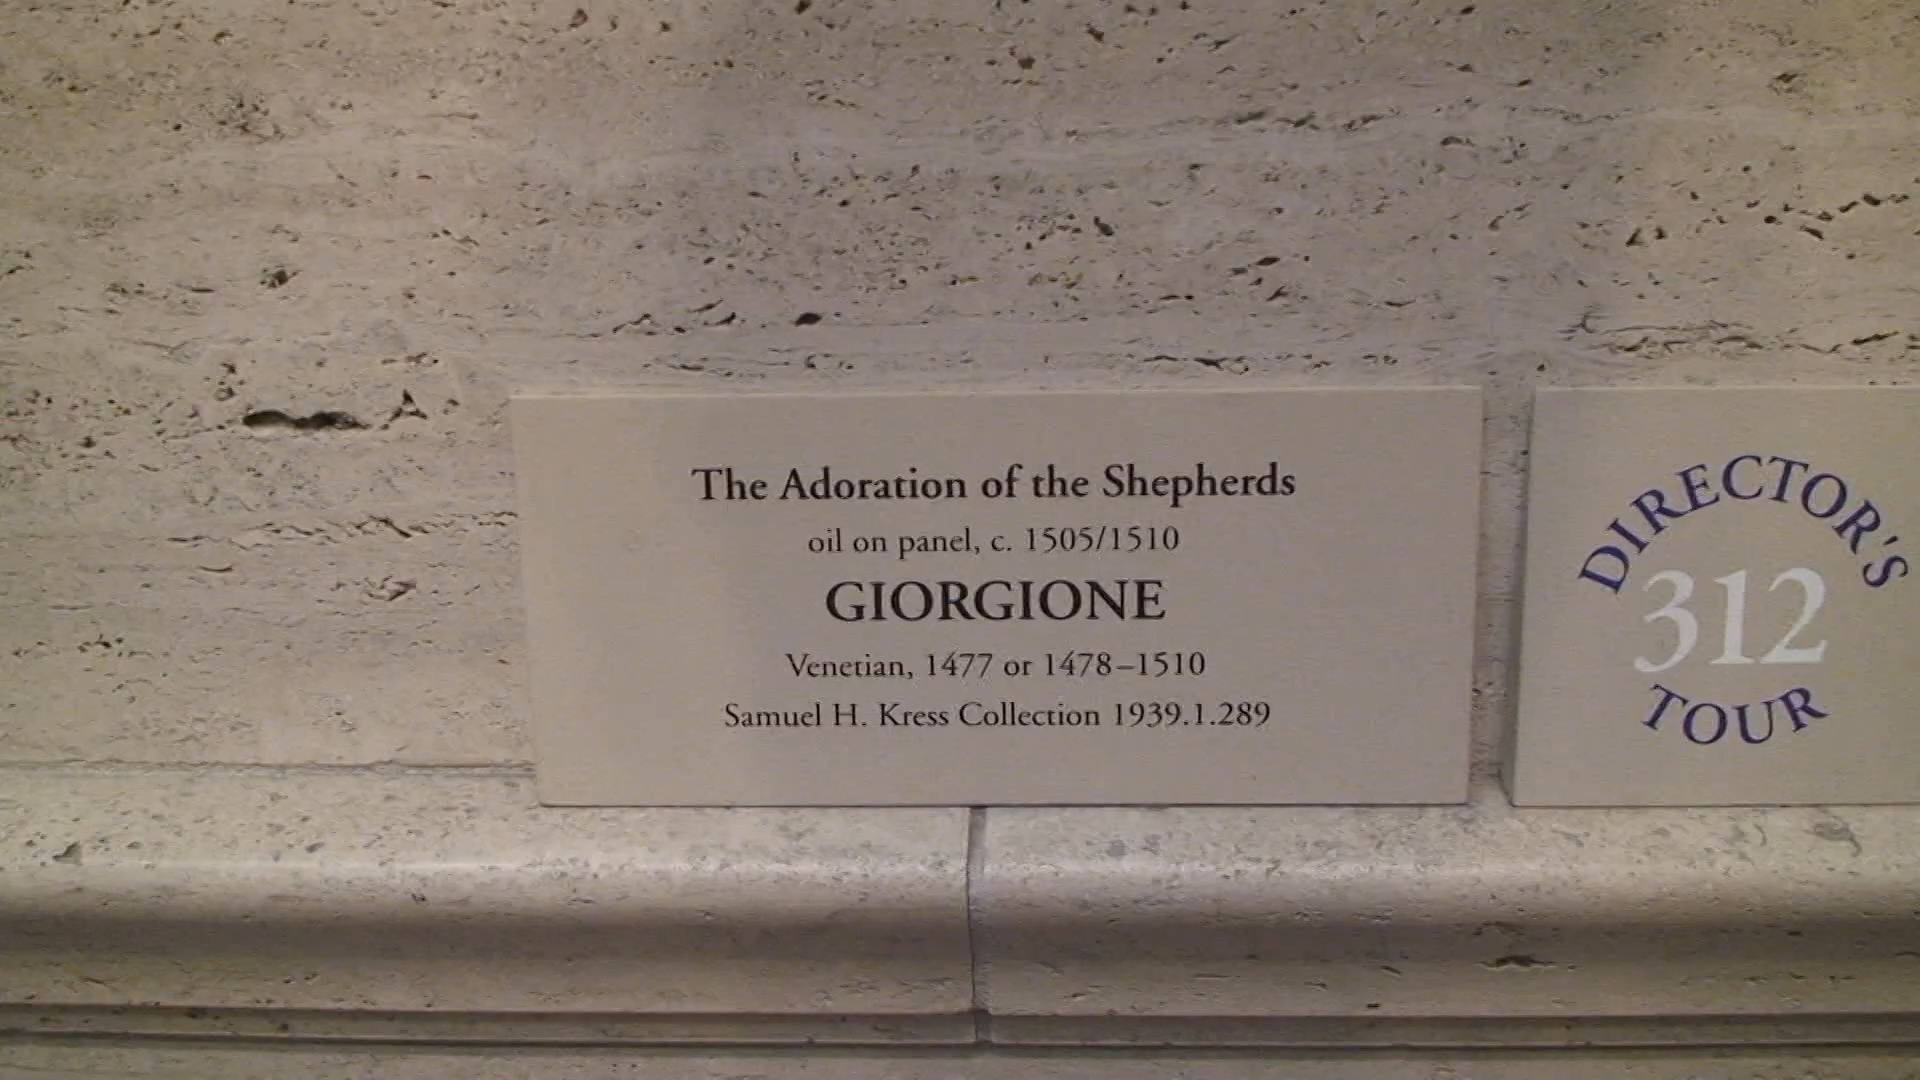 The Adoration of the Shepherds
oil on panel, c. 1505/1510
GIORGIONE
Venetian, 1477 or 1478–1510
Samuel H. Kress Collection 1939.1.289
DIRECTOR'S
312
TOUR